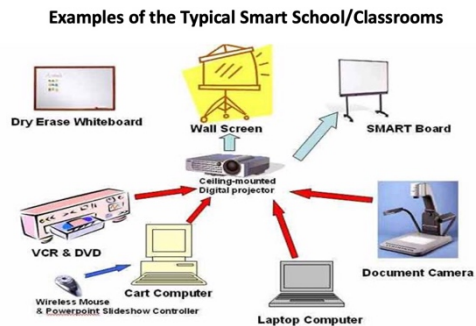 Examples of the Typical Smart School/Classrooms
Dry Erase Whiteboard
Wall Screen
SMART Board
Ceiling-mounted
Digital projector
VCR & DVD
Cart Computer
Document Camera
Wireless Mouse
& Powerpoint Slideshow Controller
Laptop Computer